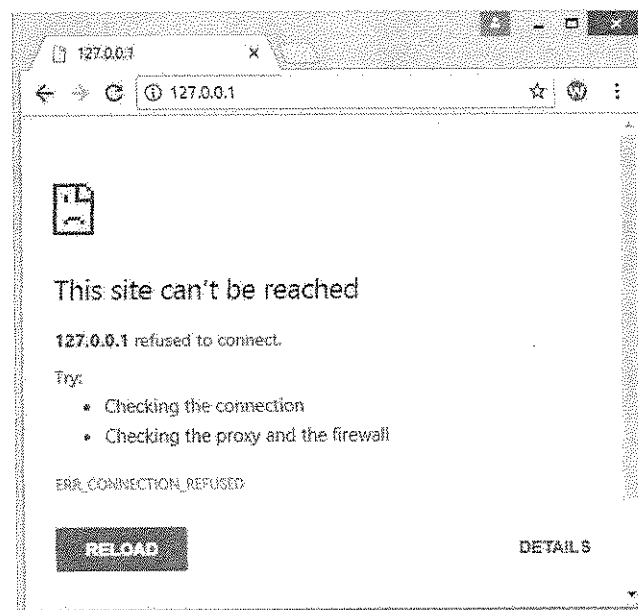 127.0.0.1
127.0.0.1
This site can't be reached
127.0.0.1 refused to connect.
Try:
• Checking the connection
• Checking the proxy and the firewall
ERR_CONNECTION_REFUSED
RELOAD
DETAILS